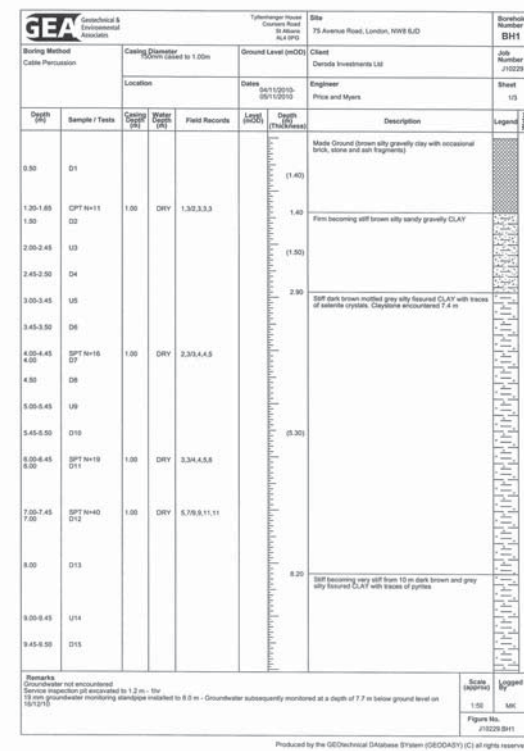 GEA Geotechnical & Environmental Associates
Tyttenhanger House
Coursers Road
St Albans
AL4 0PG
Site
75 Avenue Road, London, NW8 6JD
Borehole Number
BH1
Boring Method
Cable Percussion
Casing Diameter
150mm cased to 1.00m
Ground Level (mOD)
Client
Deroda Investments Ltd
Job Number
J10229
Location
Dates
04/11/2010-
05/11/2010
Engineer
Price and Myers
Sheet
1/3
Depth (m) Sample / Tests Casing Depth (m) Water Depth (m) Field Records Level (mOD) Depth (m) (Thickness) Description Legend
Made Ground (brown silty gravelly clay with occasional
brick, stone and ash fragments)
0.50 D1 (1.40)
1.20-1.65 CPT N=11 1.00 DRY 1,3/2,3,3,3
1.40
1.50 D2 Firm becoming stiff brown silty sandy gravelly CLAY
2.00-2.45 U3 (1.50)
2.45-2.50 D4
2.90
3.00-3.45 U5 Stiff dark brown mottled grey silty fissured CLAY with traces
of selenite crystals. Claystone encountered 7.4 m
3.45-3.50 D6
4.00-4.45 SPT N=16 1.00 DRY 2,3/3,4,4,5
4.00 D7
4.50 D8
5.00-5.45 U9
5.45-5.50 D10 (5.30)
6.00-6.45 SPT N=19 1.00 DRY 3,3/4,4,5,6
6.00 D11
7.00-7.45 SPT N=40 1.00 DRY 5,7/9,9,11,11
7.00 D12
8.00 D13
8.20
Stiff becoming very stiff from 10 m dark brown and grey
silty fissured CLAY with traces of pyrites
9.00-9.45 U14
9.45-9.50 D15
Remarks
Groundwater not encountered
Service inspection pit excavated to 1.2 m - 1hr
19 mm groundwater monitoring standpipe installed to 8.0 m - Groundwater subsequently monitored at a depth of 7.7 m below ground level on
16/12/10
Scale (approx)
1:50
Logged By
MK
Figure No.
J10229.BH1
Produced by the GEOtechnical DAtabase SYstem (GEODASY) (C) all rights reserve